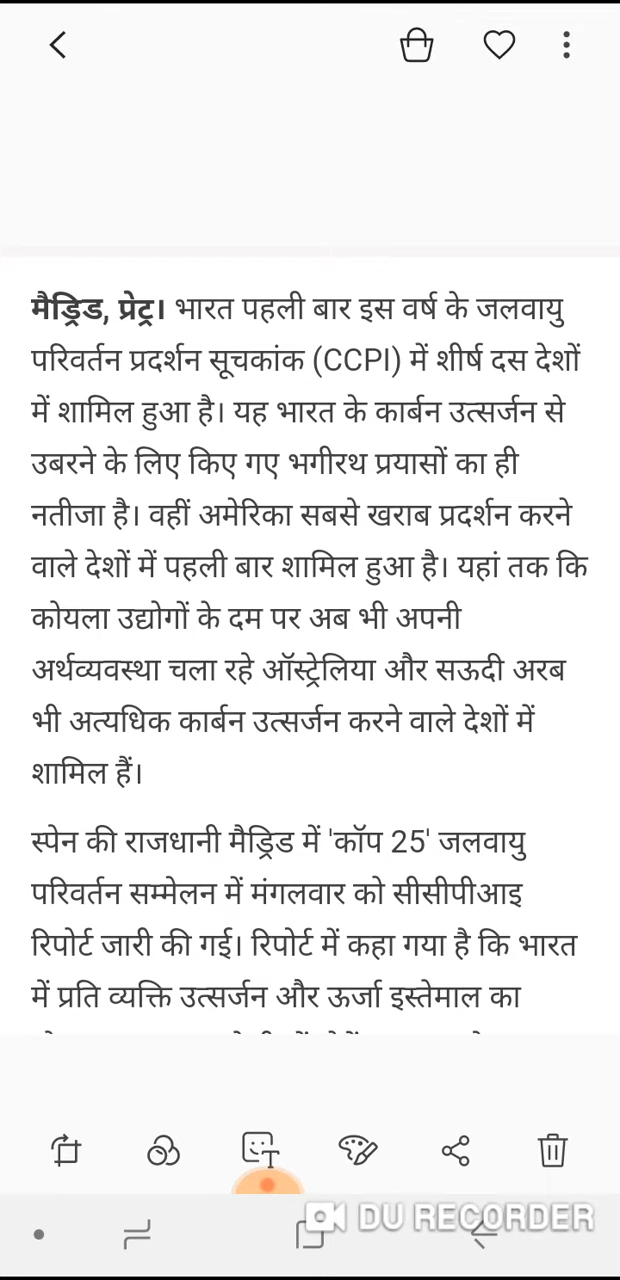 मैड्रिड, प्रेट्र। भारत पहली बार इस वर्ष के जलवायु
परिवर्तन प्रदर्शन सूचकांक (CCPI) में शीर्ष दस देशों
में शामिल हुआ है। यह भारत के कार्बन उत्सर्जन से
उबरने के लिए किए गए भगीरथ प्रयासों का ही
नतीजा है। वहीं अमेरिका सबसे खराब प्रदर्शन करने
वाले देशों में पहली बार शामिल हुआ है। यहां तक कि
कोयला उद्योगों के दम पर अब भी अपनी
अर्थव्यवस्था चला रहे ऑस्ट्रेलिया और सऊदी अरब
भी अत्यधिक कार्बन उत्सर्जन करने वाले देशों में
शामिल हैं।
स्पेन की राजधानी मैड्रिड में 'कॉप 25' जलवायु
परिवर्तन सम्मेलन में मंगलवार को सीसीपीआइ
रिपोर्ट जारी की गई। रिपोर्ट में कहा गया है कि भारत
में प्रति व्यक्ति उत्सर्जन और ऊर्जा इस्तेमाल का
DU RECORDER